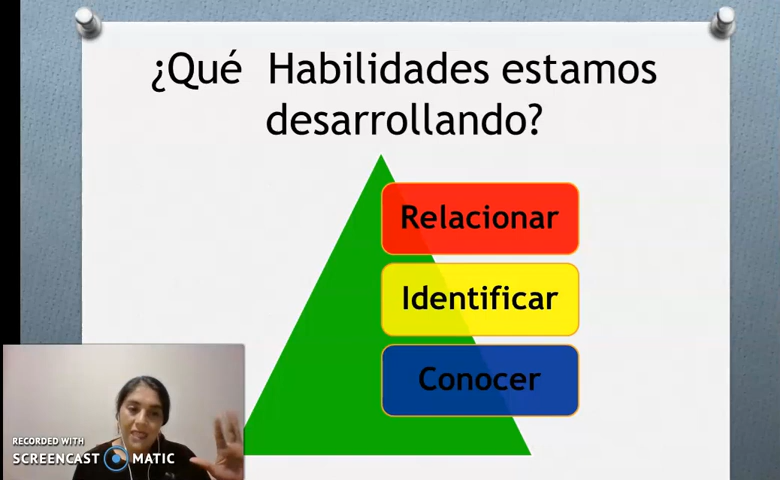 ¿Qué Habilidades estamos
desarrollando?
Relacionar
Identificar
Conocer
RECORDED WITH
SCREENCAST MATIC